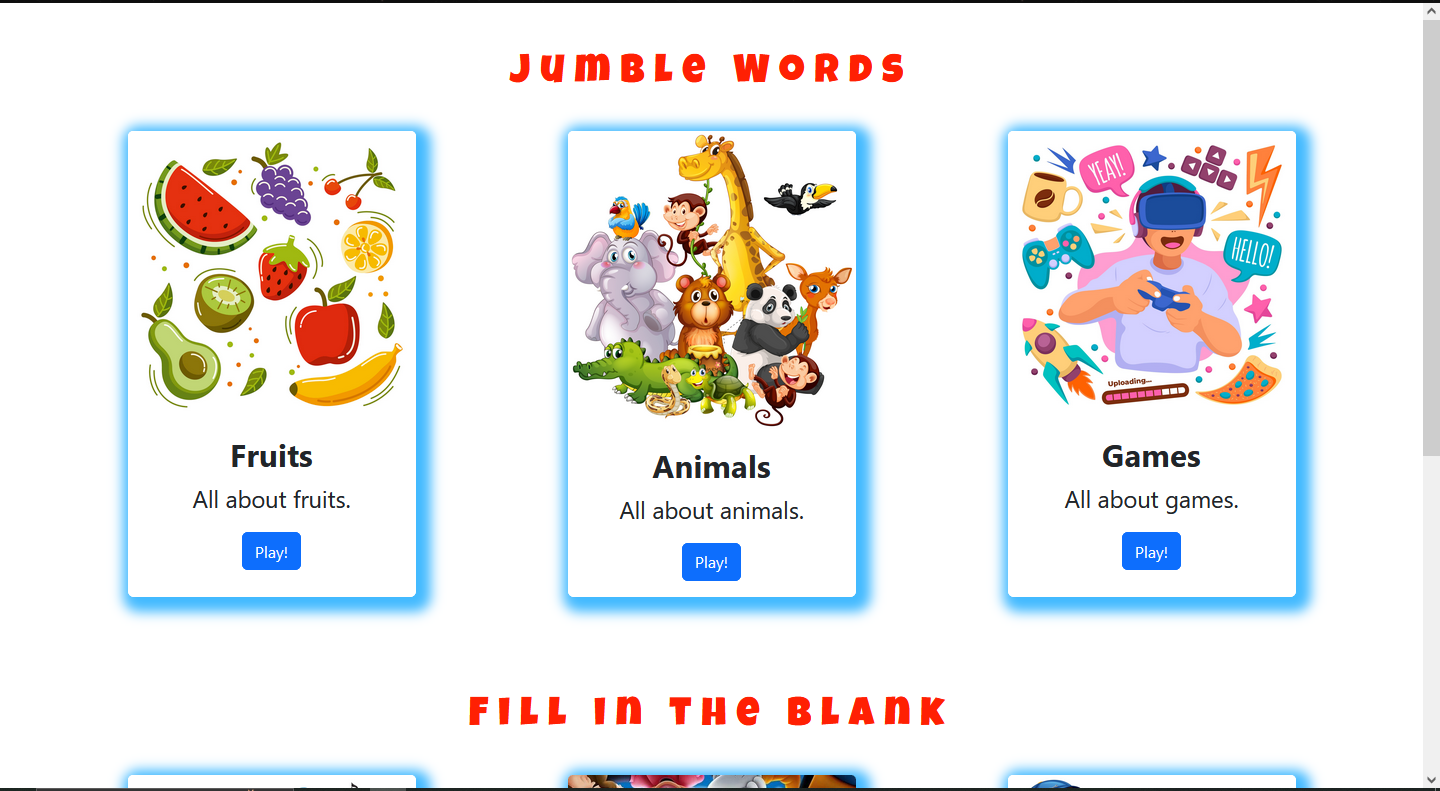 Jumble Words
YEAY!
HELLO!
Uploading...
Fruits
All about fruits.
Play!
Animals
All about animals.
Play!
Games
All about games.
Play!
Fill in the Blank